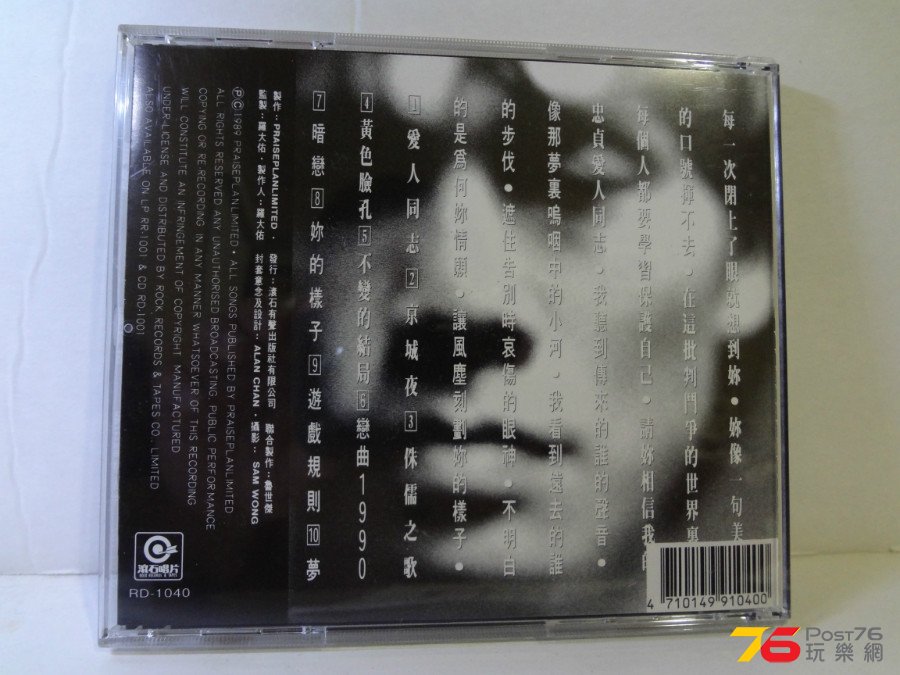 每一次閉上了眼就想到妳•妳像一句美
的口號揮不去•在這批判鬥爭的世界裏
每個人都要學習保護自己•請妳相信我的
忠貞愛人同志•我聽到傳來的誰的聲音•
像那夢裏嗚咽中的小河•我看到遠去的誰
的步伐•遮住告別時哀傷的眼神•不明白
的是爲何妳情願•讓風塵刻劃妳的樣子•
1 愛人同志 2 京城夜 3 侏儒之歌
4 黃色臉孔 5 不變的結局 6 戀曲1990
7 暗戀 8 妳的樣子 9 遊戲規則 10 夢
製作：PRAISEPLANLIMITED • 發行：滾石有聲出版社有限公司 聯合製作：魯世傑
監製：羅大佑 • 製作人：羅大佑 封套意念及設計：ALAN CHAN • 攝影：SAM WONG
Ⓟ Ⓒ 1989 PRAISEPLANLIMITED • ALL SONGS PUBLISHED BY PRAISEPLANLIMITED •
ALL RIGHTS RESERVED ANY UNAUTHORISED BROADCASTING, PUBLIC PERFORMANCE
COPYING OR RE-RECORDING IN ANY MANNER WHATSOEVER OF THIS RECORDING
WILL CONSTITUTE AN INFRINGEMENT OF COPYRIGHT MANUFACTURED
UNDER LICENSE AND DISTRIBUTED BY ROCK RECORDS & TAPES CO., LIMITED
ALSO AVAILABLE ON LP RR-1001 & CD RD-1001
滾石唱片
RD-1040
4 710149 910400
76 Post76
玩樂網